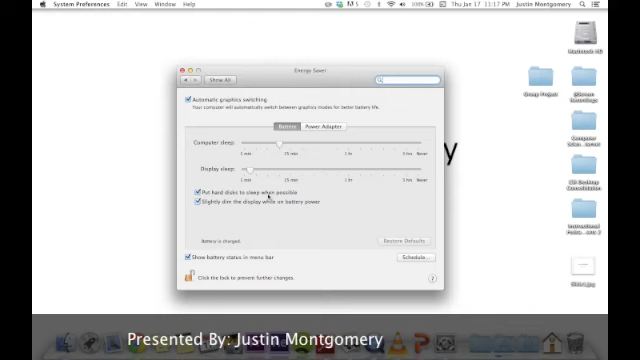 System Preferences Edit View Window Help
Thu Jan 17 11:17 PM Justin Montgomery
Energy Saver
Show All
Macintosh HD
Group Project
Automatic graphics switching
Your computer will automatically switch between graphics modes for better battery life.
Battery Power Adapter
Computer sleep:
1 min 15 min 1 hr 3 hrs Never
Display sleep:
1 min 15 min 1 hr 3 hrs Never
Put hard disks to sleep when possible
Slightly dim the display while on battery power
Battery is charged.
Restore Defaults
Show battery status in menu bar
Schedule...
Click the lock to prevent further changes.
?
y
Presented By: Justin Montgomery